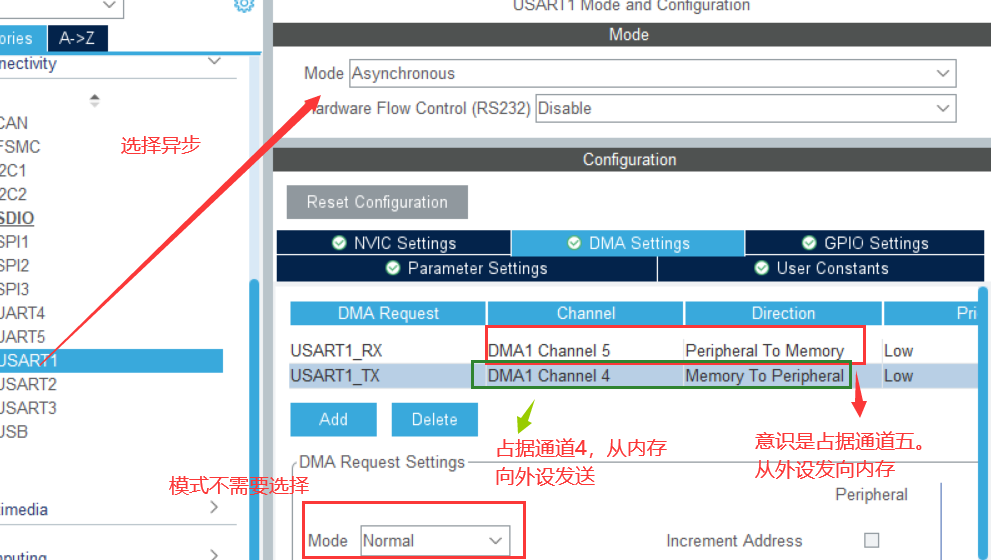 USART1 Mode and Configuration
Mode
ories
A->Z
nectivity
Mode Asynchronous
Hardware Flow Control (RS232) Disable
CAN
选择异步
FSMC
I2C1
Configuration
I2C2
Reset Configuration
SDIO
SPI1
NVIC Settings
DMA Settings
GPIO Settings
SPI2
Parameter Settings
User Constants
SPI3
UART4
DMA Request
Channel
Direction
Pri
UART5
USART1_RX
DMA1 Channel 5
Peripheral To Memory
Low
USART1
USART1_TX
DMA1 Channel 4
Memory To Peripheral
Low
USART2
USART3
Add
Delete
USB
占据通道4，从内存
向外设发送
意识是占据通道五。
从外设发向内存
DMA Request Settings
模式不需要选择
Peripheral
imedia
Mode
Normal
Increment Address
mputing